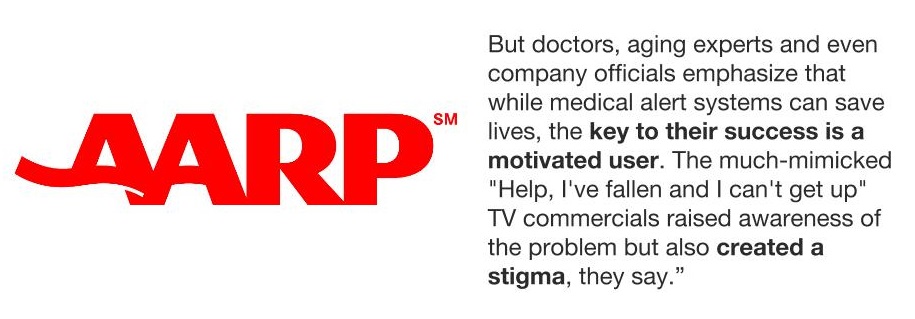 AARP SM
But doctors, aging experts and even
company officials emphasize that
while medical alert systems can save
lives, the key to their success is a
motivated user. The much-mimicked
"Help, I've fallen and I can't get up"
TV commercials raised awareness of
the problem but also created a
stigma, they say.”